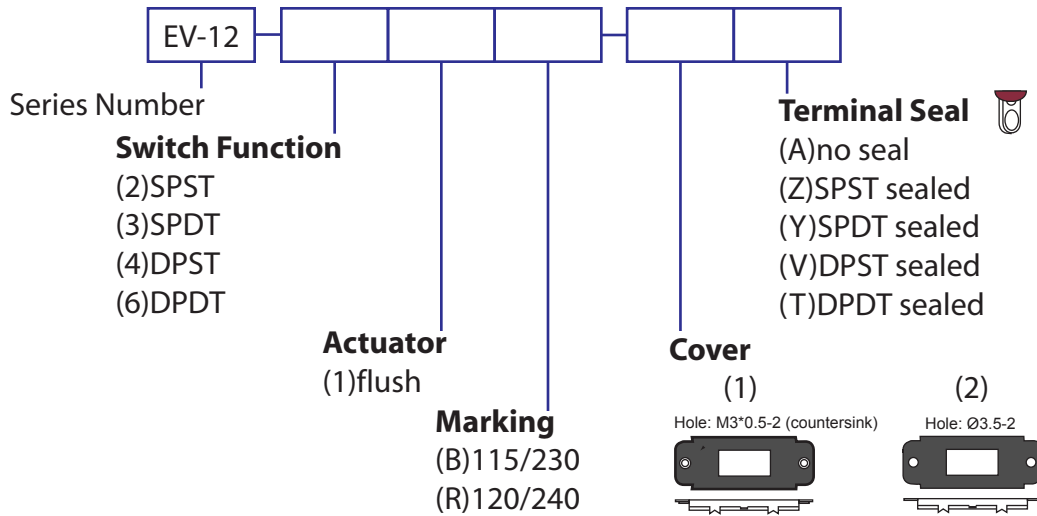 EV-12
Series Number
Switch Function
(2)SPST
(3)SPDT
(4)DPST
(6)DPDT
Actuator
(1)flush
Marking
(B)115/230
(R)120/240
Cover
(1)
Hole: M3*0.5-2 (countersink)
(2)
Hole: Ø3.5-2
Terminal Seal
(A)no seal
(Z)SPST sealed
(Y)SPDT sealed
(V)DPST sealed
(T)DPDT sealed